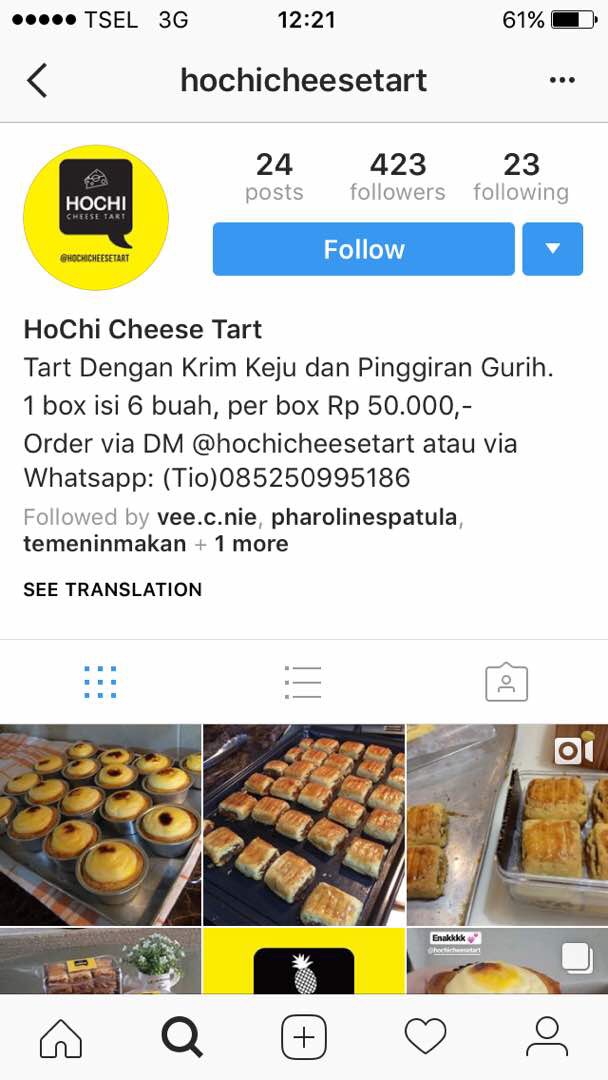 TSEL 3G 12:21 61%
hochicheesetart
24 423 23
posts followers following
HOCHI
CHEESE TART
@HOCHICHEESETART
Follow
HoChi Cheese Tart
Tart Dengan Krim Keju dan Pinggiran Gurih.
1 box isi 6 buah, per box Rp 50.000,-
Order via DM @hochicheesetart atau via
Whatsapp: (Tio)085250995186
Followed by vee.c.nie, pharolinespatula,
temeninmakan + 1 more
SEE TRANSLATION
Enakkkk
@hochicheesetart